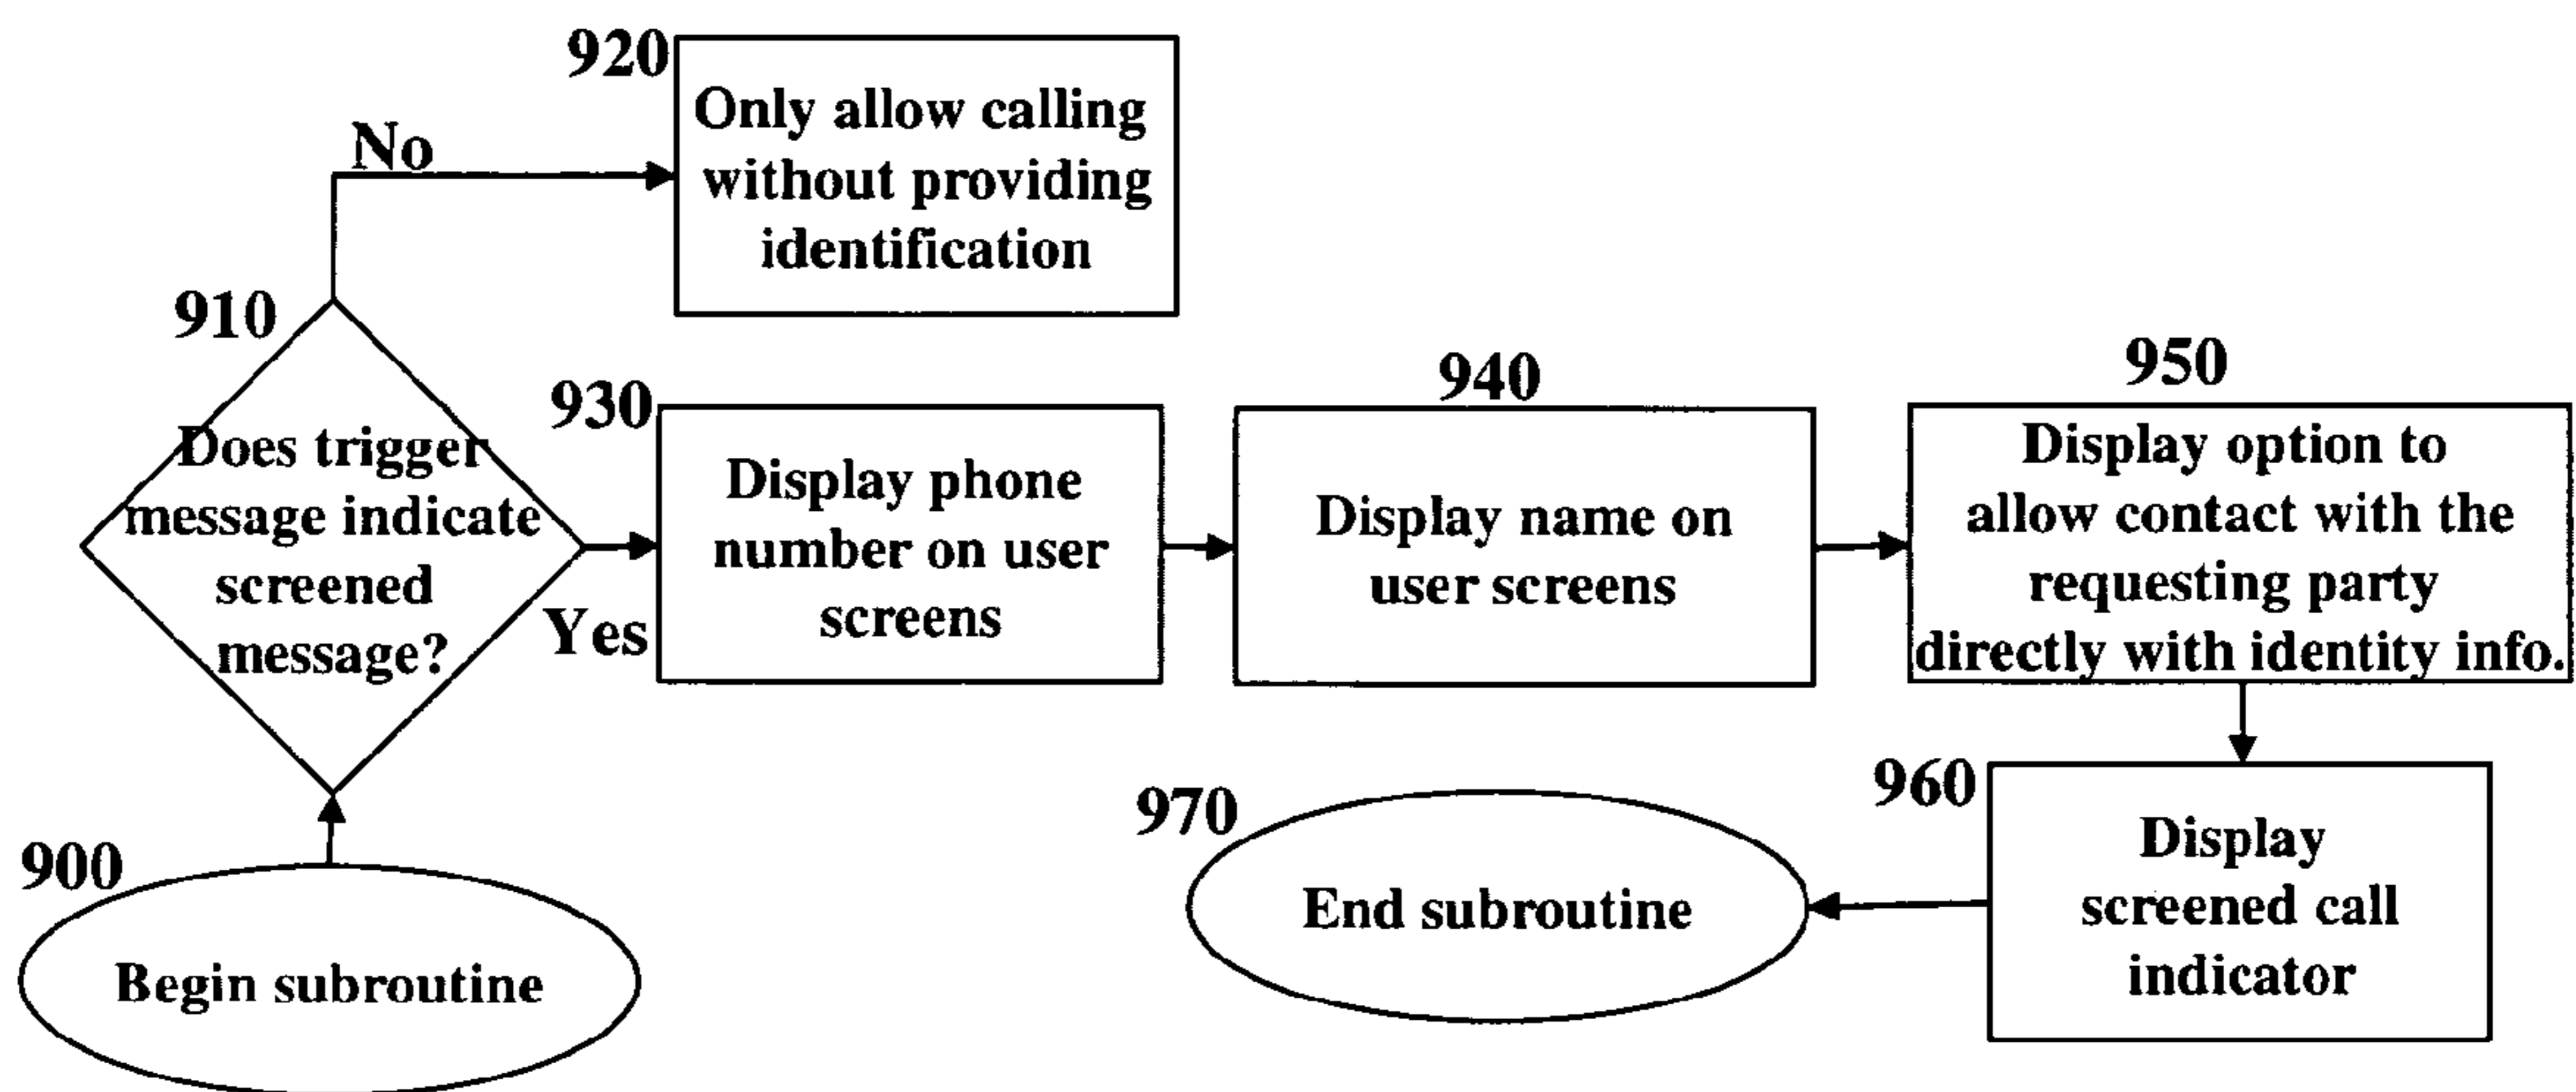 920
Only allow calling
without providing
identification
No
910
Does trigger
message indicate
screened
message?
Yes
930
Display phone
number on user
screens
940
Display name on
user screens
950
Display option to
allow contact with the
requesting party
directly with identity info.
960
Display
screened call
indicator
970
End subroutine
900
Begin subroutine